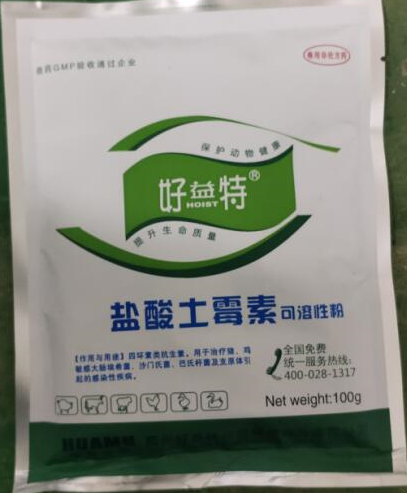 兽药GMP验收通过企业
兽用非处方药
保护动物健康
好益特®
HOIST
提升生命质量
盐酸土霉素可溶性粉
【作用与用途】四环素类抗生素。用于治疗猪、鸡
敏感大肠埃希菌、沙门氏菌、巴氏杆菌及支原体引
起的感染性疾病。
全国免费
统一服务热线:
400-028-1317
Net weight:100g